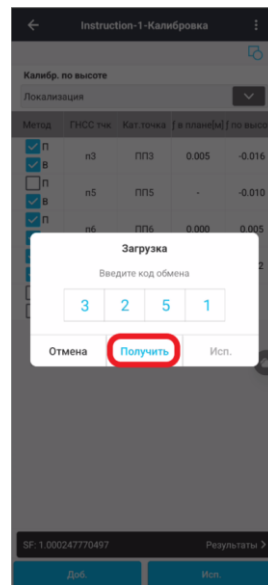 Instruction-1-Калибровка
Калибр. по высоте
Локализация
Метод ГНСС тчк Кат.точка f в плане[м] f по высо
П
В
п3 ПП3 0.005 -0.016
П
В
п5 ПП5 - -0.010
П
п6 ПП6 0.000 0.005
2
Загрузка
Введите код обмена
3 2 5 1
Отмена Получить Исп.
SF: 1.000247770497 Результаты >
Доб. Исп.